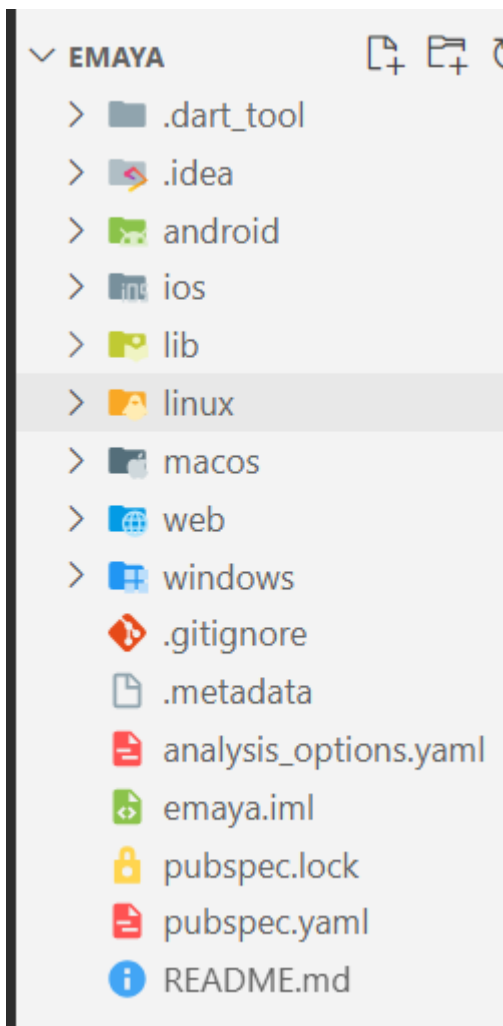 EMAYA
.dart_tool
.idea
android
ios
lib
linux
macos
web
windows
.gitignore
.metadata
analysis_options.yaml
emaya.iml
pubspec.lock
pubspec.yaml
README.md